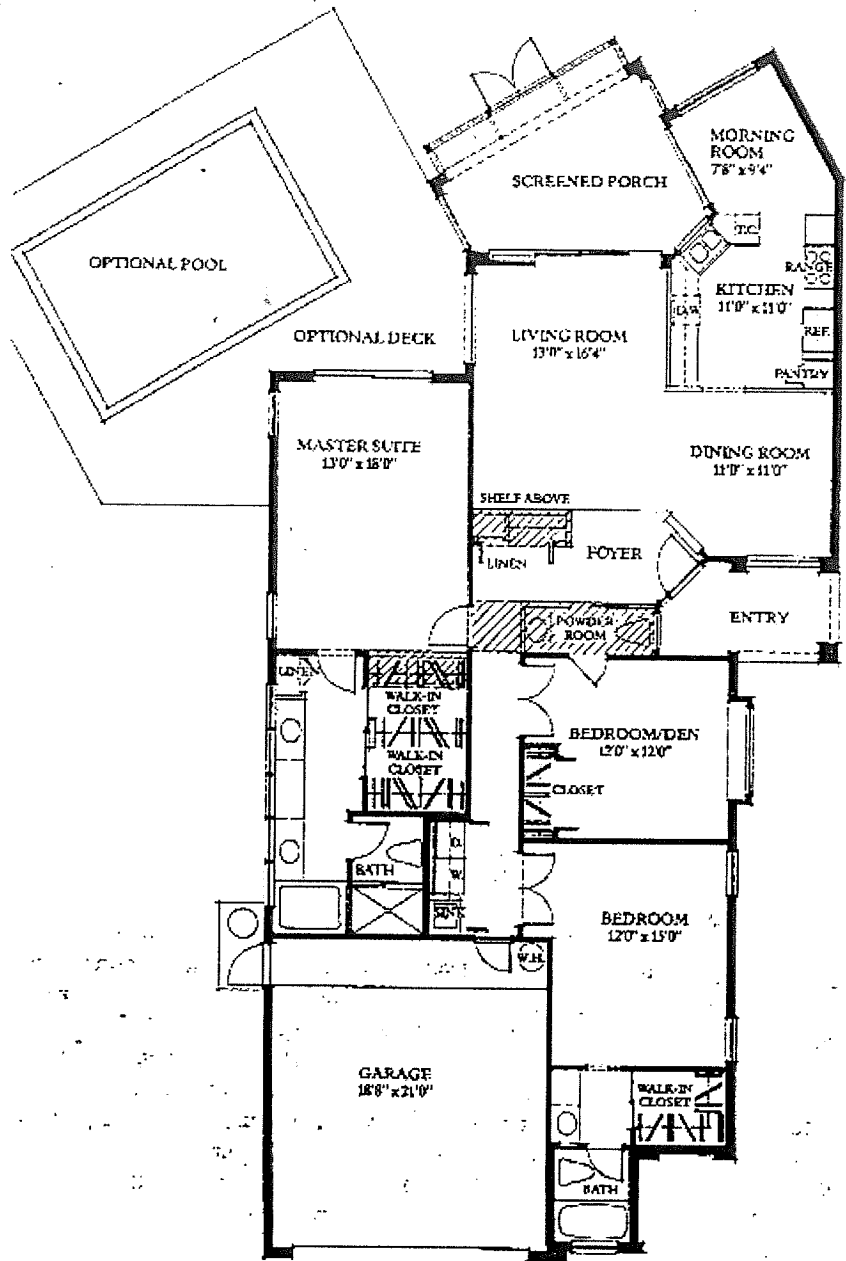 MORNING
ROOM
7'8" x 9'4"
SCREENED PORCH
T.C.
OPTIONAL POOL
RANGE
KITCHEN
11'0" x 11'0"
D.W.
REF.
OPTIONAL DECK
LIVING ROOM
13'0" x 16'4"
PANTRY
MASTER SUITE
13'0" x 18'0"
DINING ROOM
11'0" x 11'0"
SHELF ABOVE
LINEN
FOYER
POWDER
ROOM
ENTRY
LINEN
WALK-IN
CLOSET
WALK-IN
CLOSET
BEDROOM/DEN
12'0" x 12'0"
CLOSET
D.
W.
BATH
SINK
BEDROOM
12'0" x 15'0"
W.H.
GARAGE
18'8" x 21'0"
WALK-IN
CLOSET
BATH